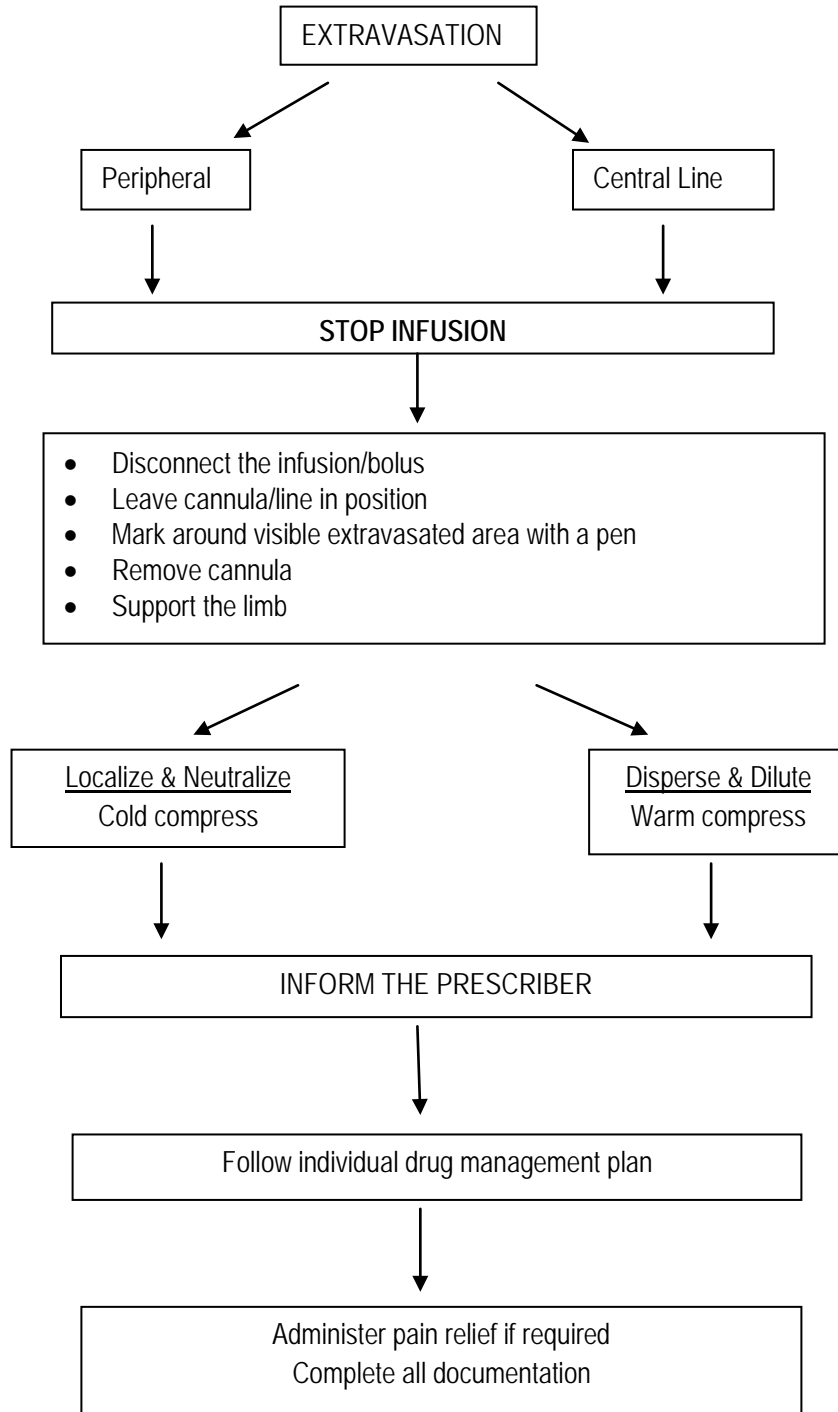 EXTRAVASATION
Peripheral
Central Line
STOP INFUSION
• Disconnect the infusion/bolus
• Leave cannula/line in position
• Mark around visible extravasated area with a pen
• Remove cannula
• Support the limb
Localize & Neutralize
Cold compress
Disperse & Dilute
Warm compress
INFORM THE PRESCRIBER
Follow individual drug management plan
Administer pain relief if required
Complete all documentation